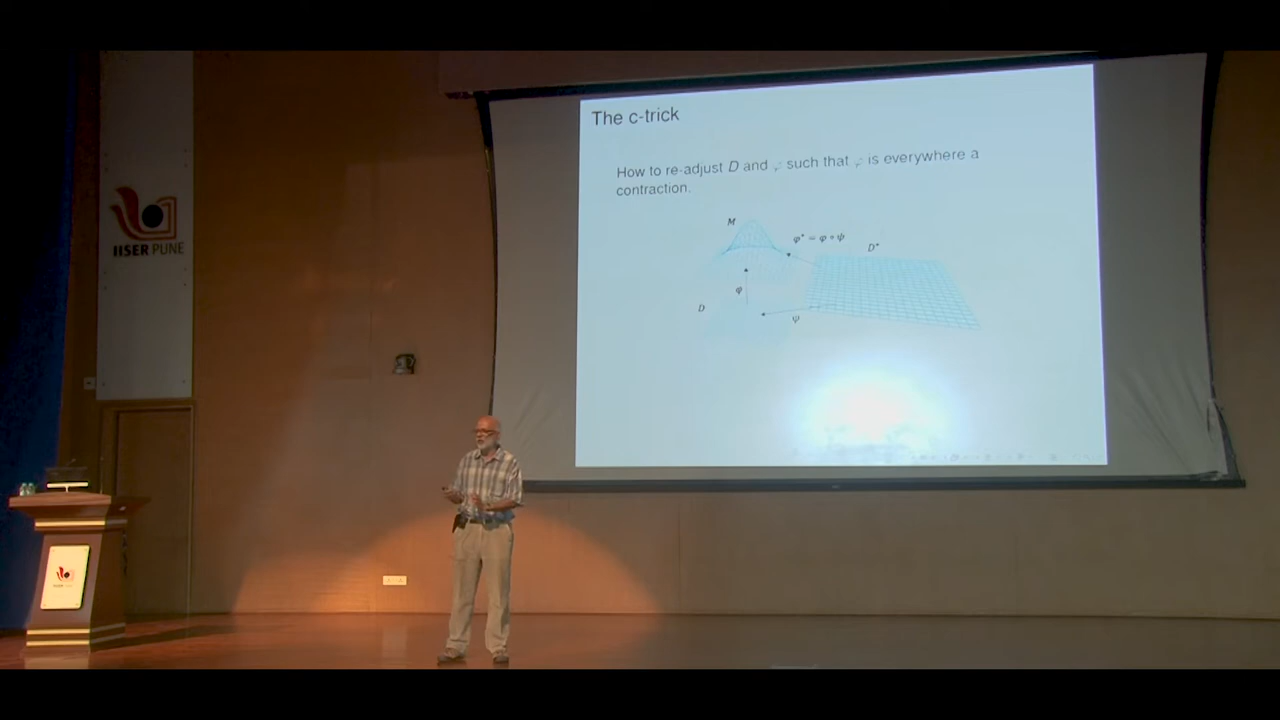 The c-trick
How to re-adjust D and φ such that φ is everywhere a
contraction.
M
φ* = φ ∘ ψ
D*
φ
D
ψ
IISER PUNE